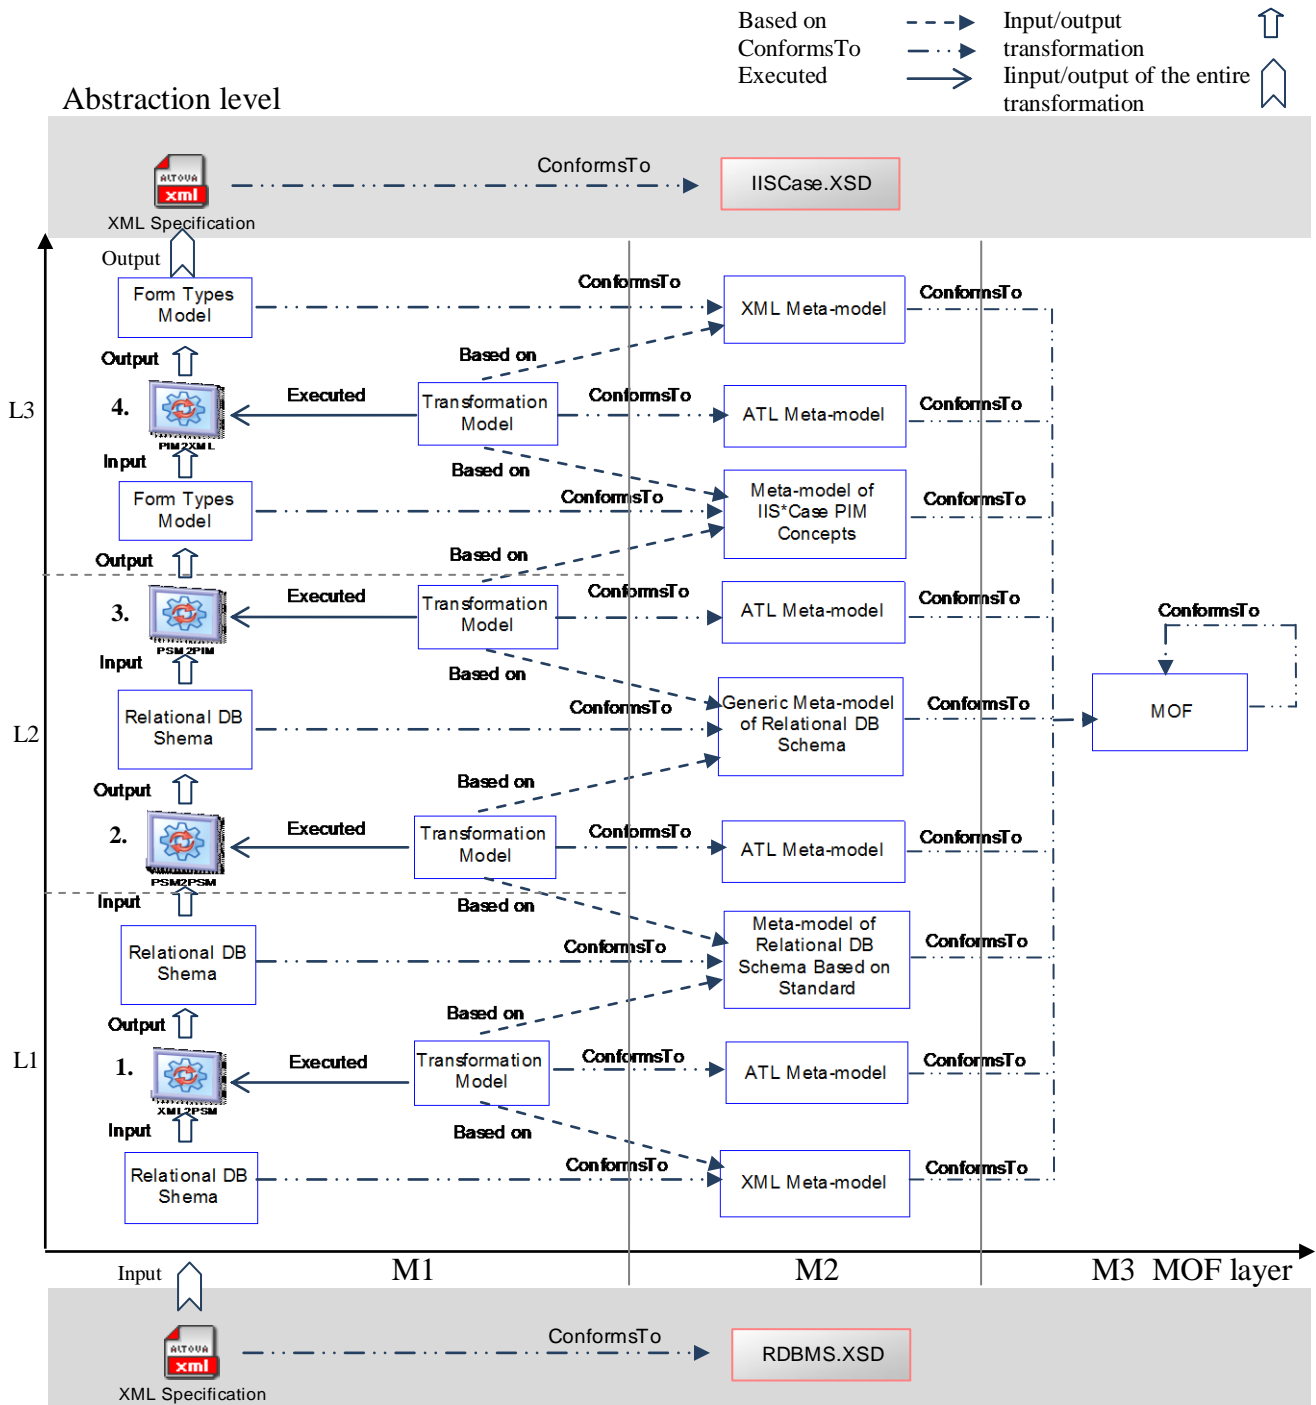 Based on
ConformsTo
Executed
Input/output
transformation
Iinput/output of the entire
transformation
Abstraction level
ALTOVA
xml
XML Specification
ConformsTo
IISCase.XSD
Output
Form Types
Model
ConformsTo
XML Meta-model
ConformsTo
Output
Based on
L3
4.
PIM2XML
Executed
Transformation
Model
ConformsTo
ATL Meta-model
ConformsTo
Input
Based on
Form Types
Model
ConformsTo
Meta-model of
IIS*Case PIM
Concepts
ConformsTo
Output
Based on
3.
PSM2PIM
Executed
Transformation
Model
ConformsTo
ATL Meta-model
ConformsTo
ConformsTo
Input
Based on
L2
Relational DB
Shema
ConformsTo
Generic Meta-model
of Relational DB
Schema
ConformsTo
MOF
Output
Based on
2.
PSM2PSM
Executed
Transformation
Model
ConformsTo
ATL Meta-model
ConformsTo
Input
Based on
Relational DB
Shema
ConformsTo
Meta-model of
Relational DB
Schema Based on
Standard
ConformsTo
Output
Based on
L1
1.
XML2PSM
Executed
Transformation
Model
ConformsTo
ATL Meta-model
ConformsTo
Input
Based on
Relational DB
Shema
ConformsTo
XML Meta-model
ConformsTo
Input
M1
M2
M3 MOF layer
ALTOVA
xml
XML Specification
ConformsTo
RDBMS.XSD